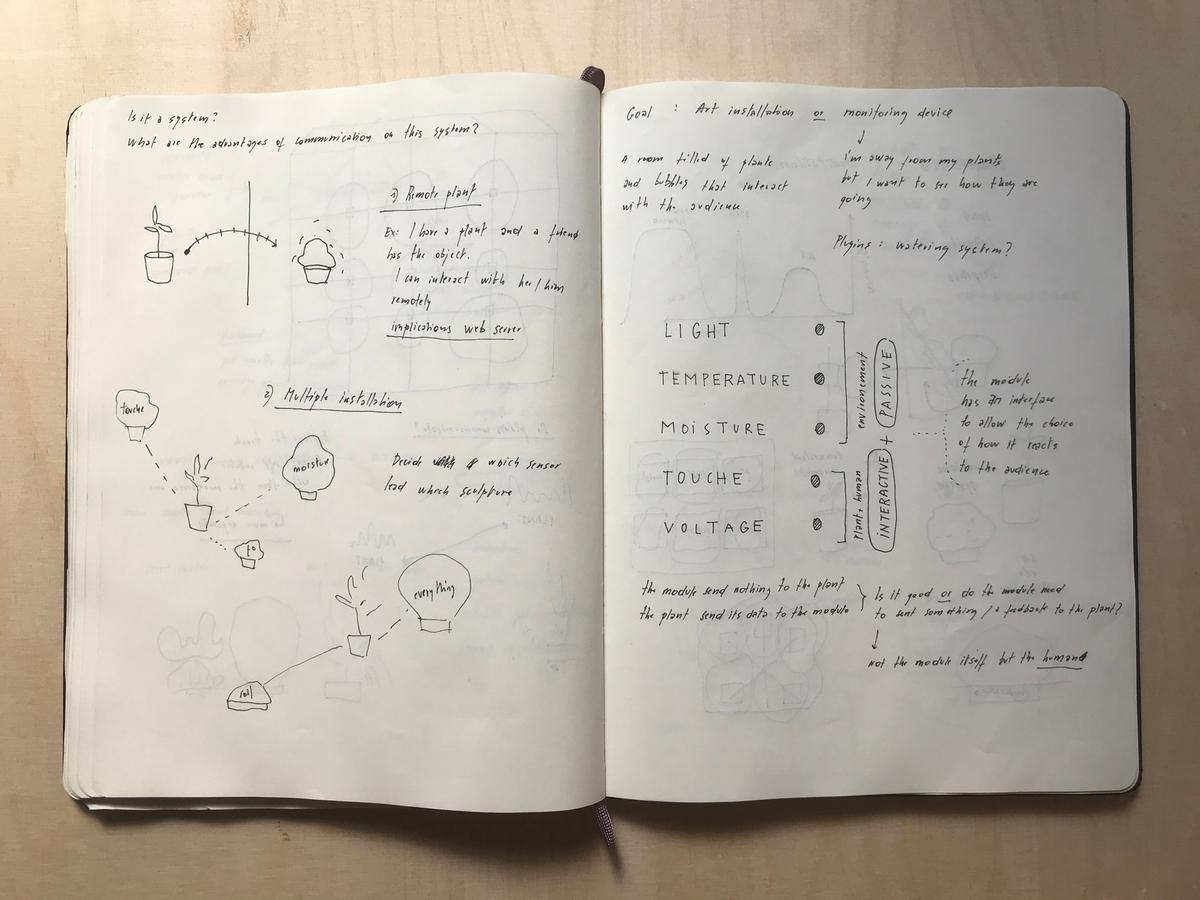 Is it a system?
What are the advantages of communication on this system?
1) Remote plant
Ex: I have a plant and a friend
has the object.
I can interact with her/him
remotely
implications web server
2) Multiple installation
touche
moisture
Decide which sensor
lead which sculpture
t°
everything
soil
Goal : Art installation or monitoring device
A room filled of plants
and bubbles that interact
with the audience
i'm away from my plants
but I want to see how they are
going
Plugins : watering system?
LIGHT
TEMPERATURE
MOISTURE
TOUCHE
VOLTAGE
environcement
PASSIVE
+
plant + human
INTERACTIVE
the module
has an interface
to allow the choice
of how it reacts
to the audience
the module send nothing to the plant
the plant send its data to the module
Is it good or do the module
to sent something / a feedback to the plant?
not the module itself but the human